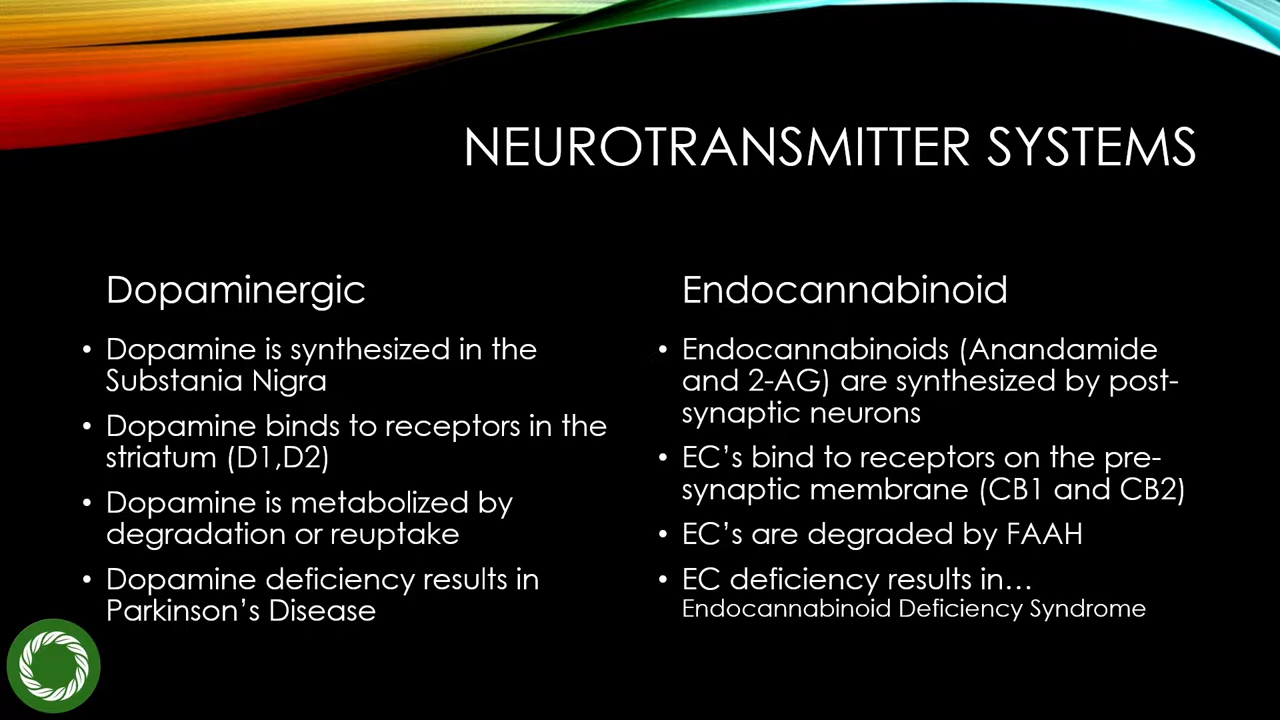 NEUROTRANSMITTER SYSTEMS
Dopaminergic
• Dopamine is synthesized in the
Substania Nigra
• Dopamine binds to receptors in the
striatum (D1,D2)
• Dopamine is metabolized by
degradation or reuptake
• Dopamine deficiency results in
Parkinson’s Disease
Endocannabinoid
• Endocannabinoids (Anandamide
and 2-AG) are synthesized by post-
synaptic neurons
• EC’s bind to receptors on the pre-
synaptic membrane (CB1 and CB2)
• EC’s are degraded by FAAH
• EC deficiency results in…
Endocannabinoid Deficiency Syndrome